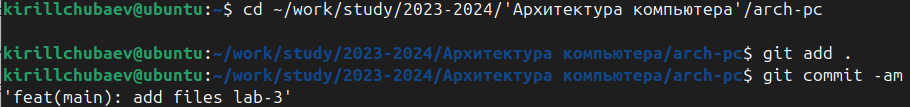 kirillchubaev@ubuntu:~$ cd ~/work/study/2023-2024/'Архитектура компьютера'/arch-pc
kirillchubaev@ubuntu:~/work/study/2023-2024/Архитектура компьютера/arch-pc$ git add .
kirillchubaev@ubuntu:~/work/study/2023-2024/Архитектура компьютера/arch-pc$ git commit -am
'feat(main): add files lab-3'